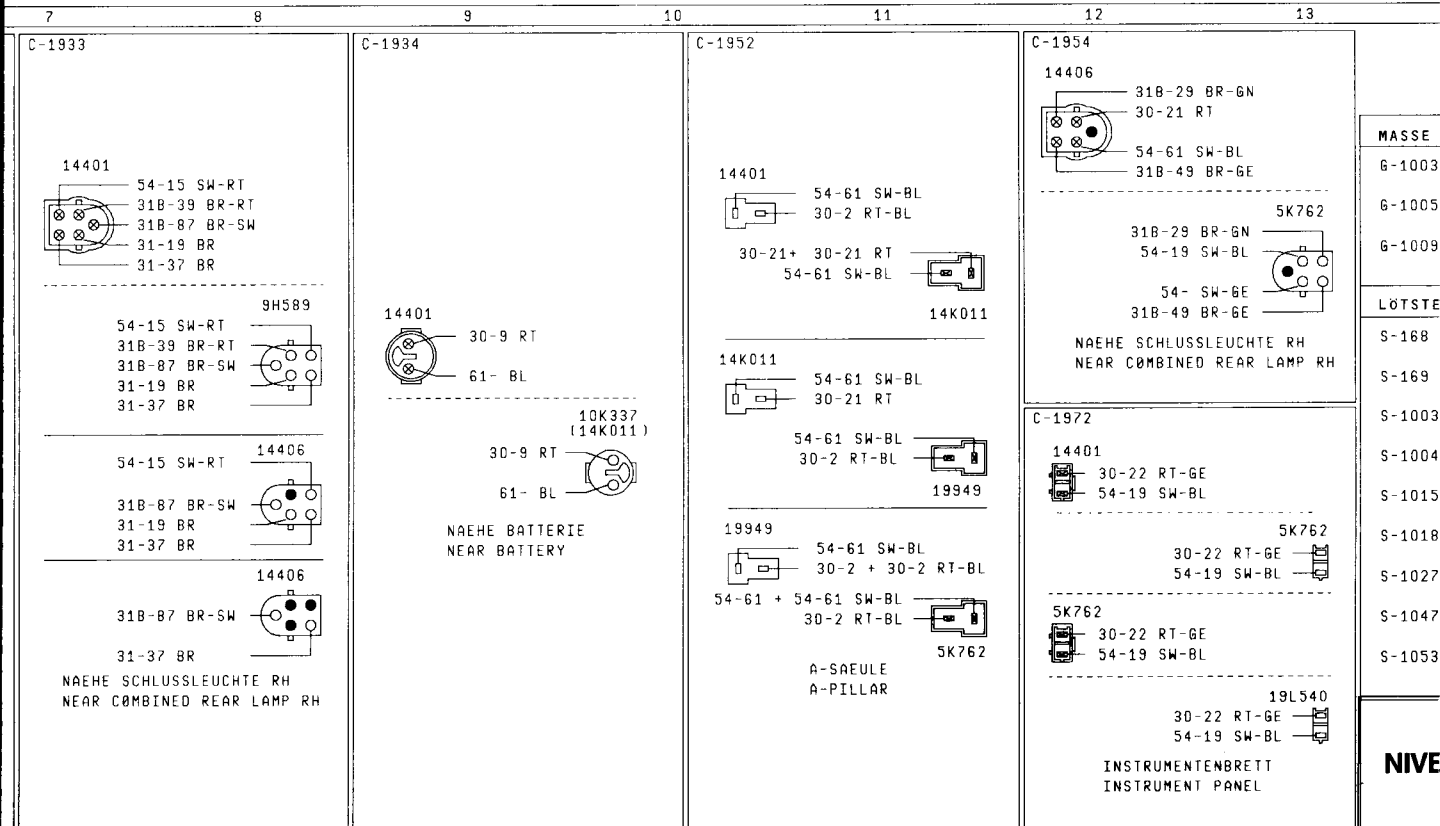 7 8 9 10 11 12 13
C-1933
14401
54-15 SW-RT
31B-39 BR-RT
31B-87 BR-SW
31-19 BR
31-37 BR
9H589
54-15 SW-RT
31B-39 BR-RT
31B-87 BR-SW
31-19 BR
31-37 BR
14406
54-15 SW-RT
31B-87 BR-SW
31-19 BR
31-37 BR
14406
31B-87 BR-SW
31-37 BR
NAEHE SCHLUSSLEUCHTE RH
NEAR CØMBINED REAR LAMP RH
C-1934
14401
30-9 RT
61- BL
10K337
(14K011)
30-9 RT
61- BL
NAEHE BATTERIE
NEAR BATTERY
C-1952
14401
54-61 SW-BL
30-2 RT-BL
30-21+ 30-21 RT
54-61 SW-BL
14K011
14K011
54-61 SW-BL
30-21 RT
54-61 SW-BL
30-2 RT-BL
19949
19949
54-61 SW-BL
30-2 + 30-2 RT-BL
54-61 + 54-61 SW-BL
30-2 RT-BL
5K762
A-SAEULE
A-PILLAR
C-1954
14406
31B-29 BR-GN
30-21 RT
54-61 SW-BL
31B-49 BR-GE
5K762
31B-29 BR-GN
54-19 SW-BL
54- SW-GE
31B-49 BR-GE
NAEHE SCHLUSSLEUCHTE RH
NEAR CØMBINED REAR LAMP RH
C-1972
14401
30-22 RT-GE
54-19 SW-BL
5K762
30-22 RT-GE
54-19 SW-BL
5K762
30-22 RT-GE
54-19 SW-BL
19L540
30-22 RT-GE
54-19 SW-BL
INSTRUMENTENBRETT
INSTRUMENT PANEL
MASSE
G-1003
G-1005
G-1009
LÖTSTE
S-168
S-169
S-1003
S-1004
S-1015
S-1018
S-1027
S-1047
S-1053
NIVE